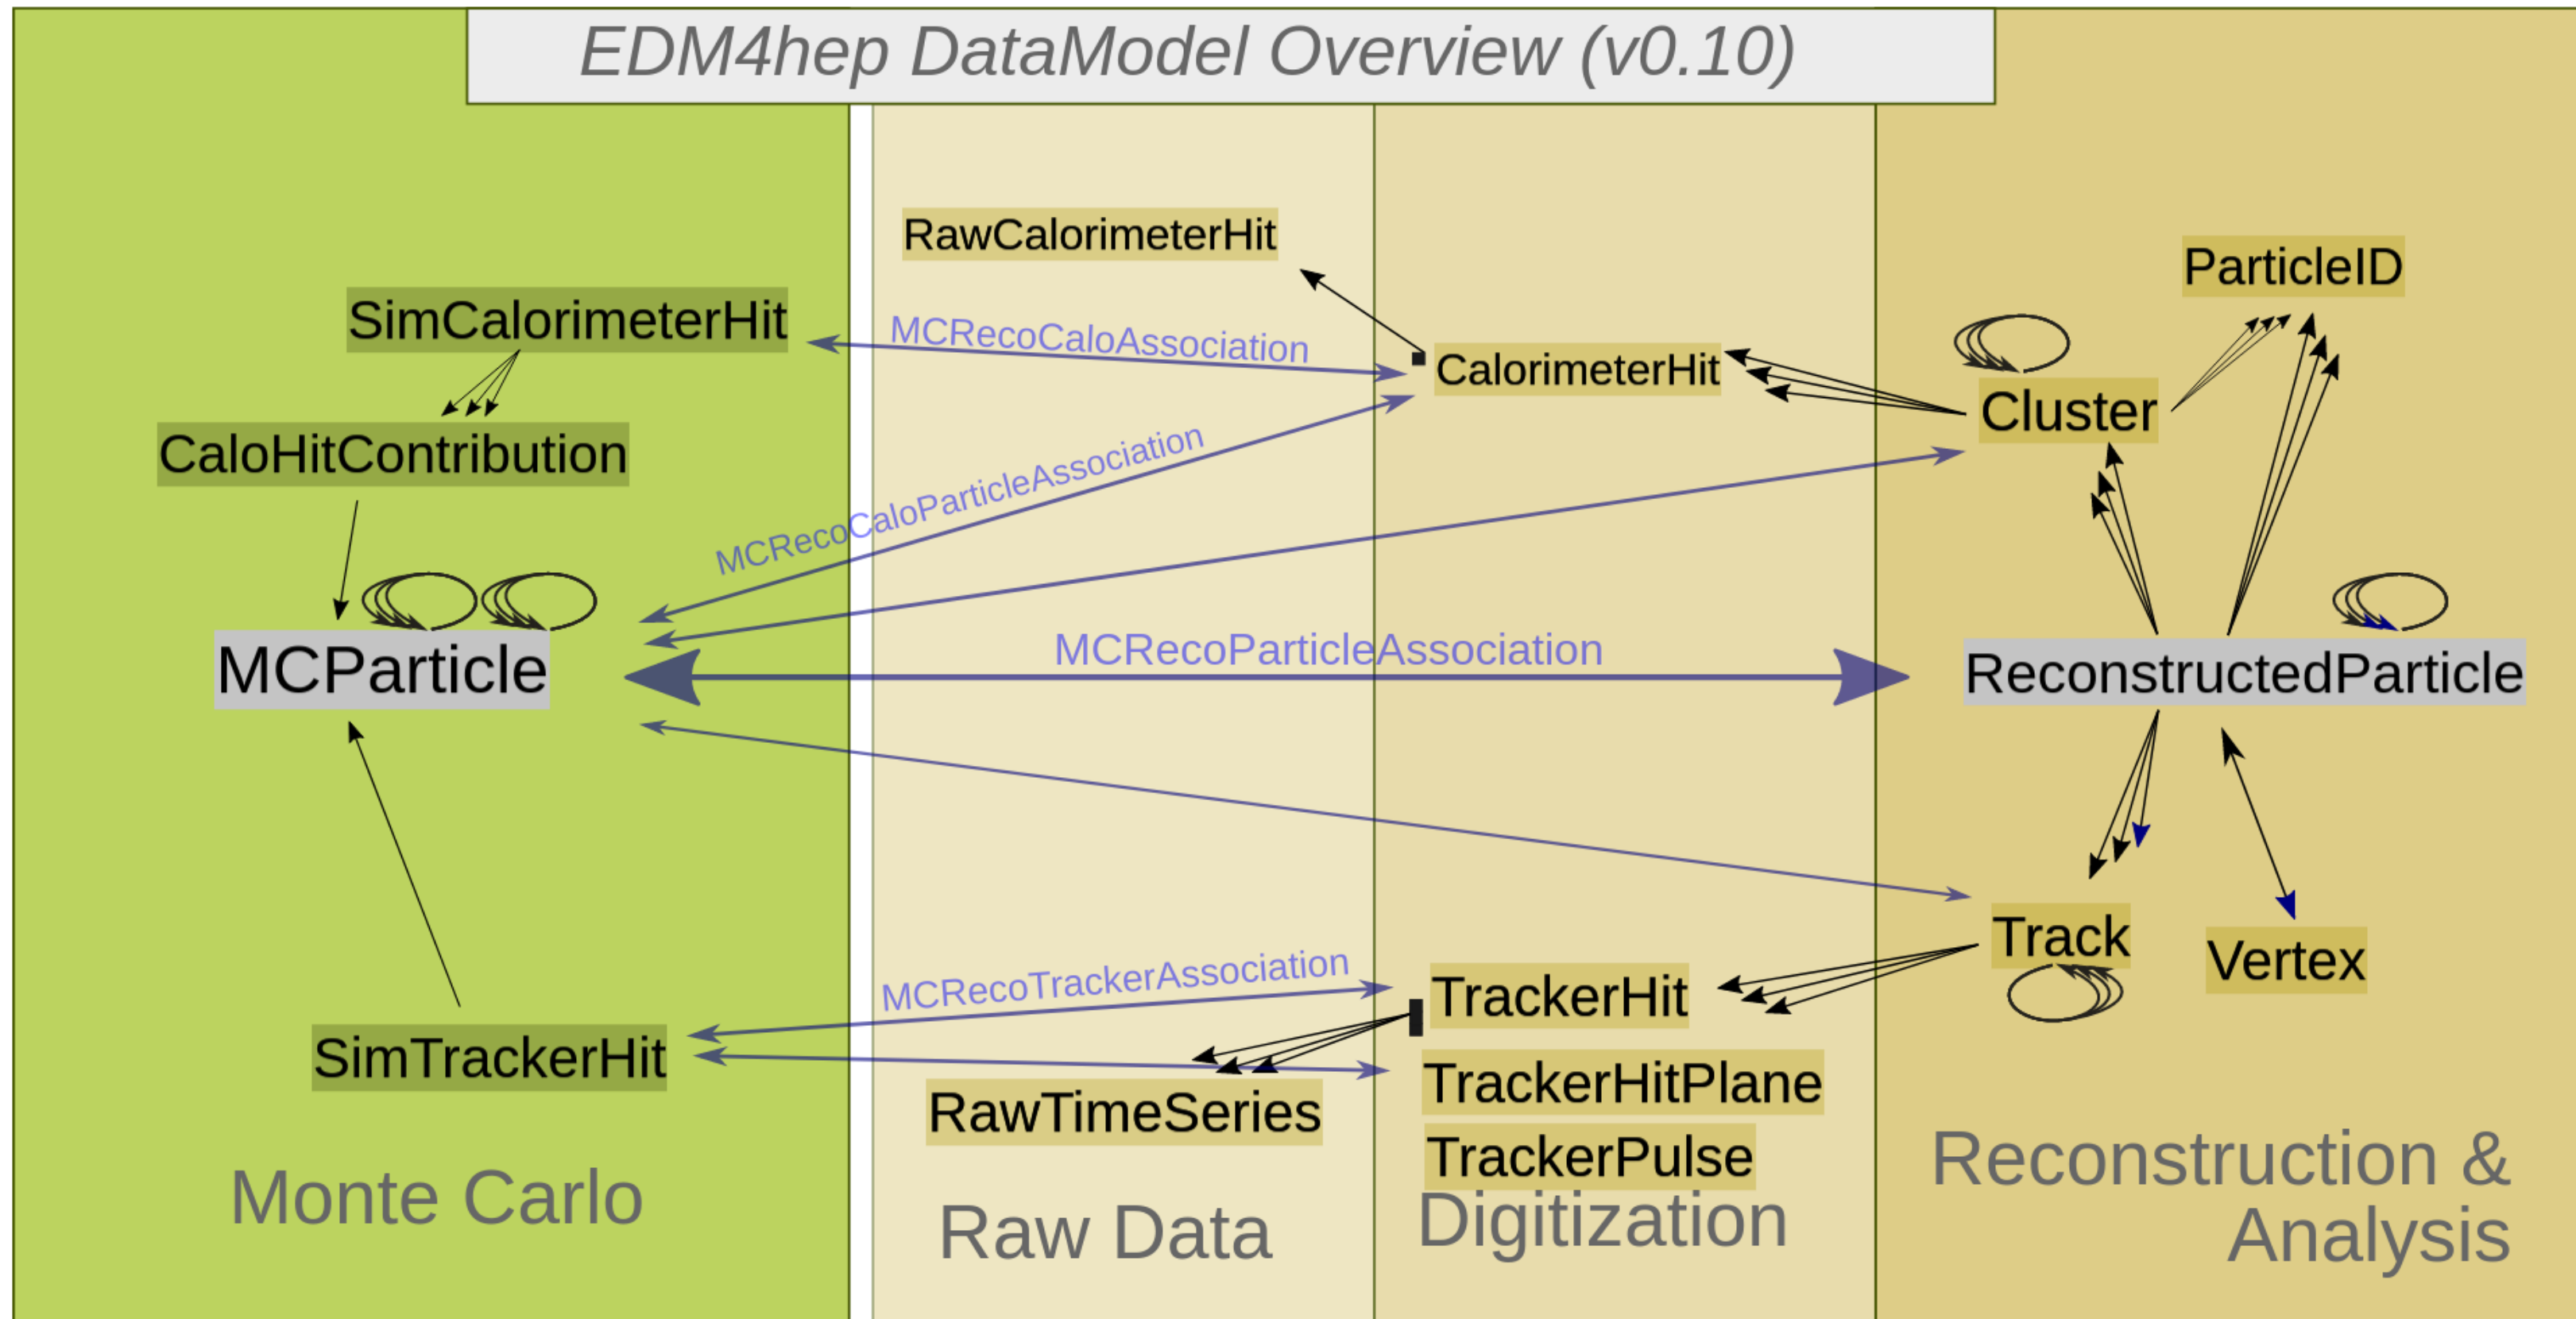 EDM4hep DataModel Overview (v0.10)
RawCalorimeterHit
ParticleID
SimCalorimeterHit
MCRecoCaloAssociation
CalorimeterHit
Cluster
CaloHitContribution
MCRecoCaloParticleAssociation
MCParticle
MCRecoParticleAssociation
ReconstructedParticle
Track
Vertex
MCRecoTrackerAssociation
TrackerHit
SimTrackerHit
TrackerHitPlane
RawTimeSeries
TrackerPulse
Monte Carlo
Raw Data
Digitization
Reconstruction &
Analysis